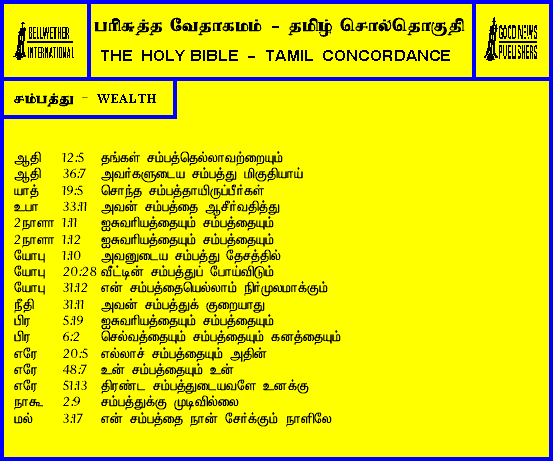 BELLWETHER
INTERNATIONAL
பரிசுத்த வேதாகமம் - தமிழ் சொல்தொகுதி
THE HOLY BIBLE - TAMIL CONCORDANCE
GOOD NEWS
PUBLISHERS
சம்பத்து - WEALTH
ஆதி 12:5 தங்கள் சம்பத்தெல்லாவற்றையும்
ஆதி 36:7 அவர்களுடைய சம்பத்து மிகுதியாய்
யாத் 19:5 சொந்த சம்பத்தாயிருப்பீர்கள்
உபா 33:11 அவன் சம்பத்தை ஆசீர்வதித்து
2நாளா 1:11 ஐசுவரியத்தையும் சம்பத்தையும்
2நாளா 1:12 ஐசுவரியத்தையும் சம்பத்தையும்
யோபு 1:10 அவனுடைய சம்பத்து தேசத்தில்
யோபு 20:28 வீட்டின் சம்பத்துப் போய்விடும்
யோபு 31:12 என் சம்பத்தையெல்லாம் நிர்மூலமாக்கும்
நீதி 31:11 அவன் சம்பத்துக் குறையாது
பிர 5:19 ஐசுவரியத்தையும் சம்பத்தையும்
பிர 6:2 செல்வத்தையும் சம்பத்தையும் கனத்தையும்
எரே 20:5 எல்லாச் சம்பத்தையும் அதின்
எரே 48:7 உன் சம்பத்தையும் உன்
எரே 51:13 திரண்ட சம்பத்துடையவளே உனக்கு
நாகூ 2:9 சம்பத்துக்கு முடிவில்லை
மல் 3:17 என் சம்பத்தை நான் சேர்க்கும் நாளிலே